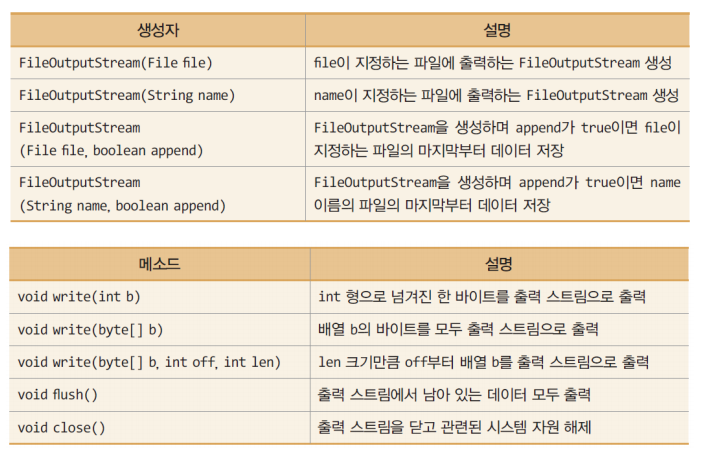 생성자 설명
FileOutputStream(File file) file이 지정하는 파일에 출력하는 FileOutputStream 생성
FileOutputStream(String name) name이 지정하는 파일에 출력하는 FileOutputStream 생성
FileOutputStream FileOutputStream을 생성하며 append가 true이면 file이
(File file, boolean append) 지정하는 파일의 마지막부터 데이터 저장
FileOutputStream FileOutputStream을 생성하며 append가 true이면 name
(String name, boolean append) 이름의 파일의 마지막부터 데이터 저장
메소드 설명
void write(int b) int 형으로 넘겨진 한 바이트를 출력 스트림으로 출력
void write(byte[] b) 배열 b의 바이트를 모두 출력 스트림으로 출력
void write(byte[] b, int off, int len) len 크기만큼 off부터 배열 b를 출력 스트림으로 출력
void flush() 출력 스트림에서 남아 있는 데이터 모두 출력
void close() 출력 스트림을 닫고 관련된 시스템 자원 해제